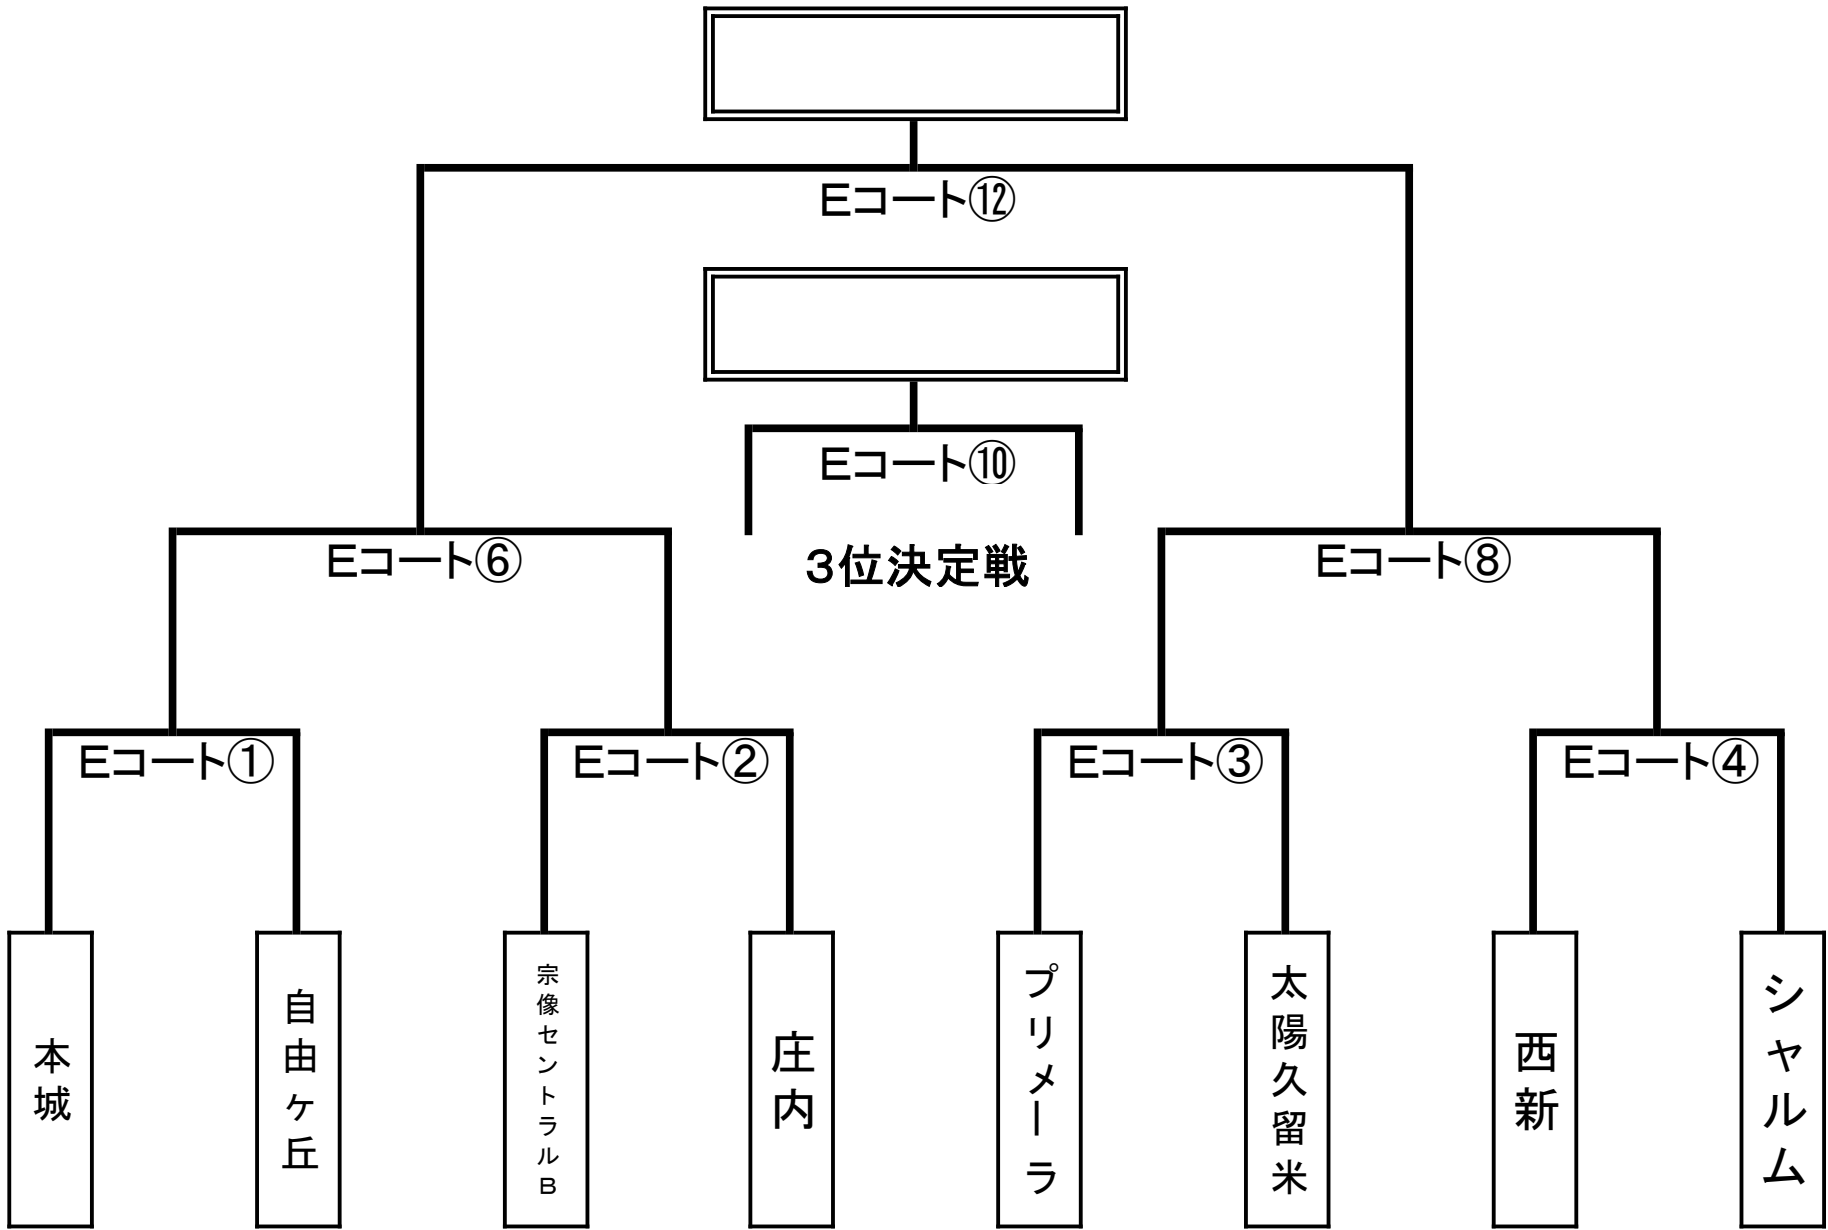 Eコート⑫
Eコート⑩
3位決定戦
Eコート⑥
Eコート⑧
Eコート①
Eコート②
Eコート③
Eコート④
本城
自由ヶ丘
宗像セントラルB
庄内
プリメーラ
太陽久留米
西新
シャルム